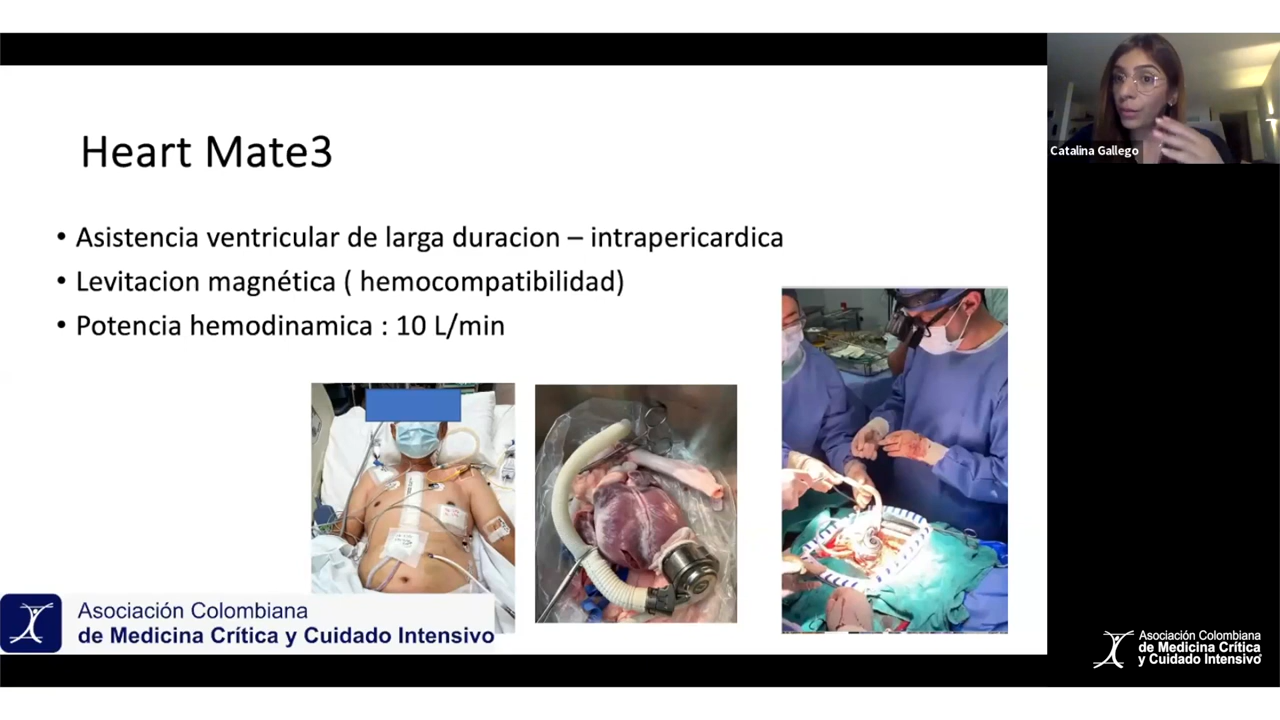 Heart Mate3
• Asistencia ventricular de larga duracion – intrapericardica
• Levitacion magnética ( hemocompatibilidad)
• Potencia hemodinamica : 10 L/min
Asociación Colombiana
de Medicina Crítica y Cuidado Intensivo
Catalina Gallego
Asociación Colombiana
de Medicina Crítica
y Cuidado Intensivo